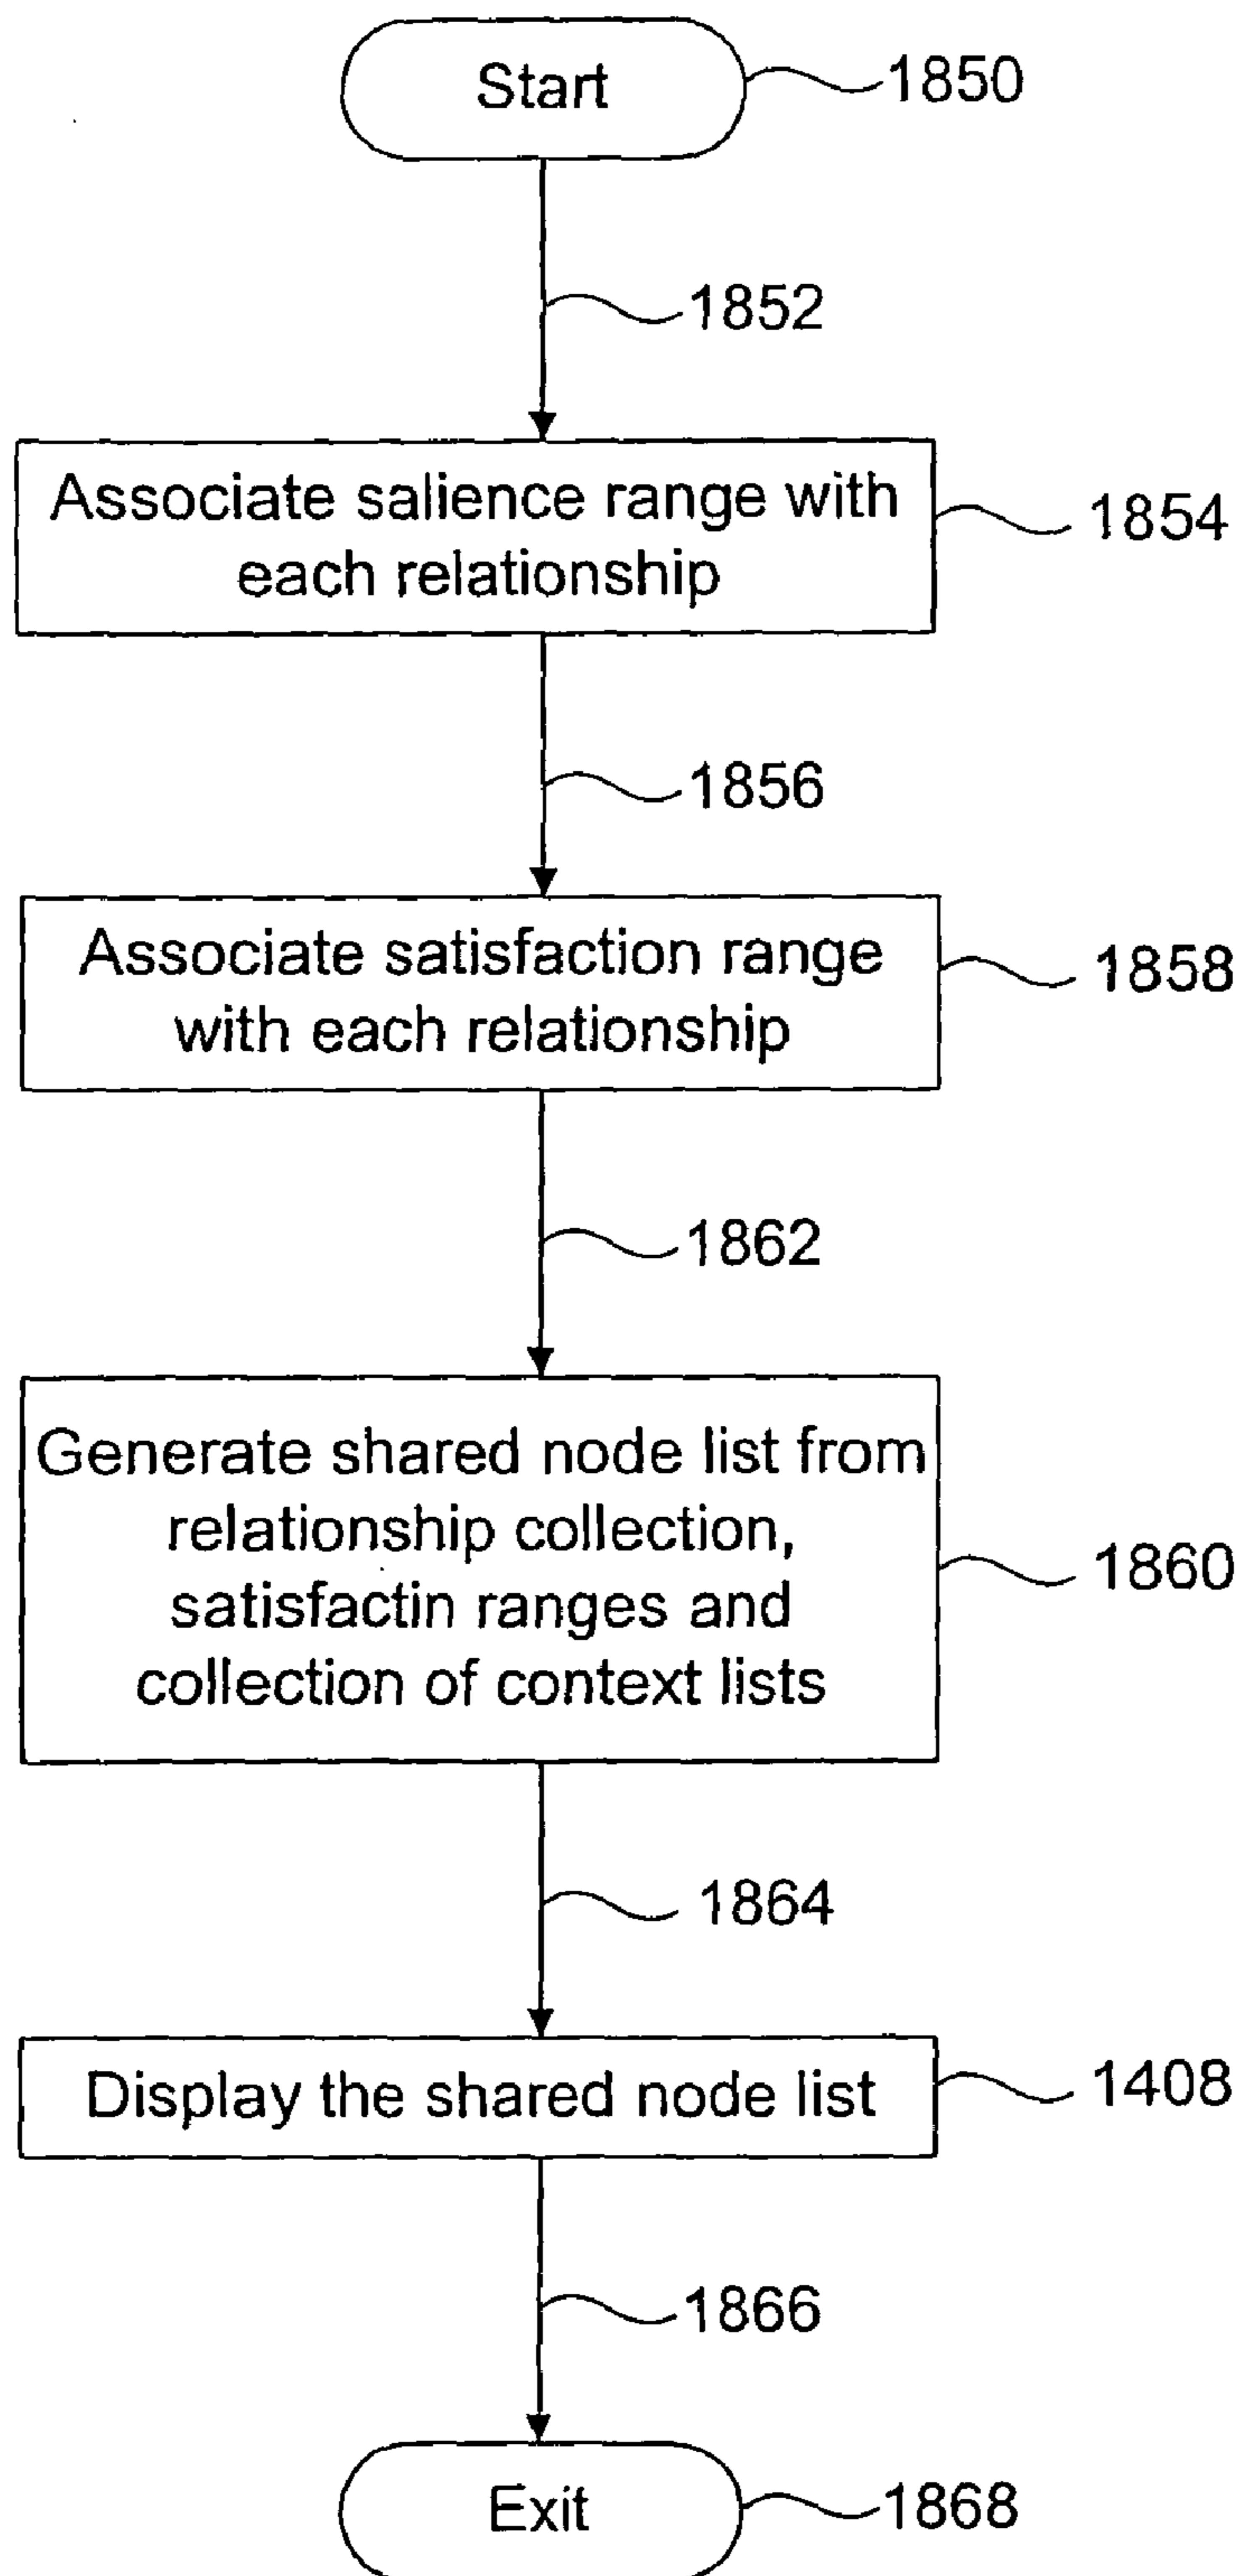 Start
1850
1852
Associate salience range with
each relationship
1854
1856
Associate satisfaction range
with each relationship
1858
1862
Generate shared node list from
relationship collection,
satisfactin ranges and
collection of context lists
1860
1864
Display the shared node list
1408
1866
Exit
1868